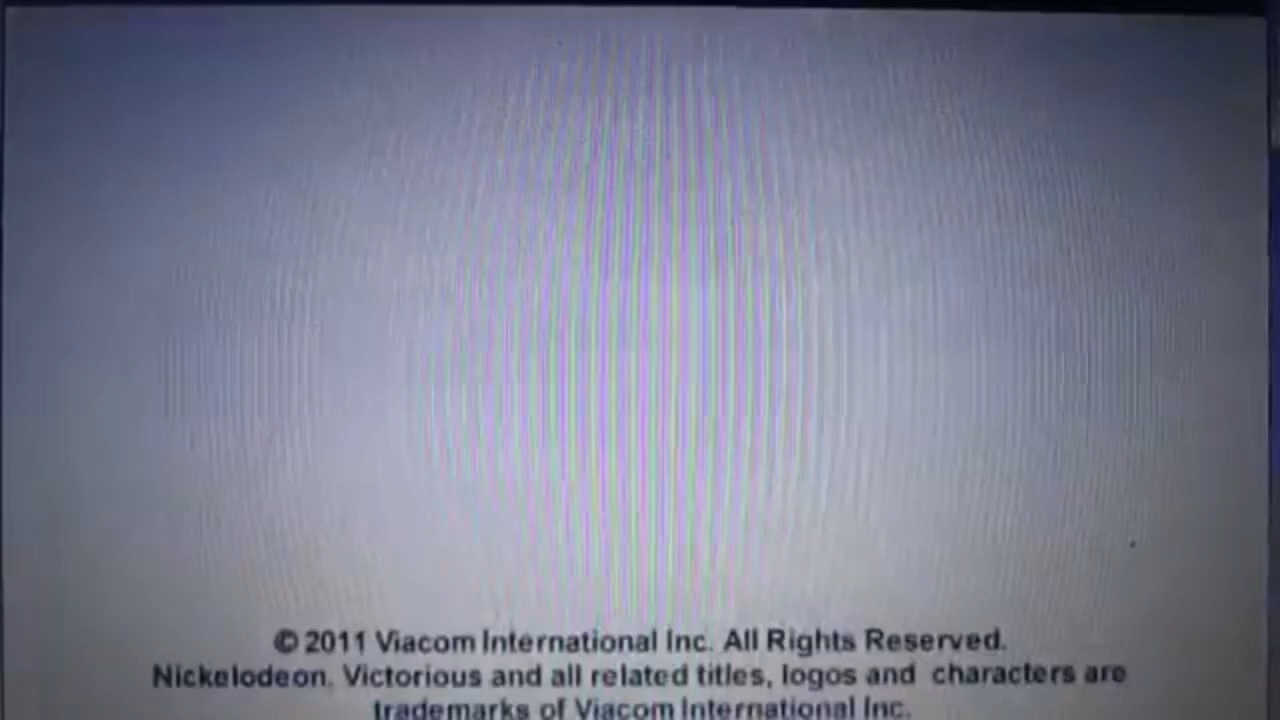 © 2011 Viacom International Inc. All Rights Reserved.
Nickelodeon, Victorious and all related titles, logos and characters are
trademarks of Viacom International Inc.